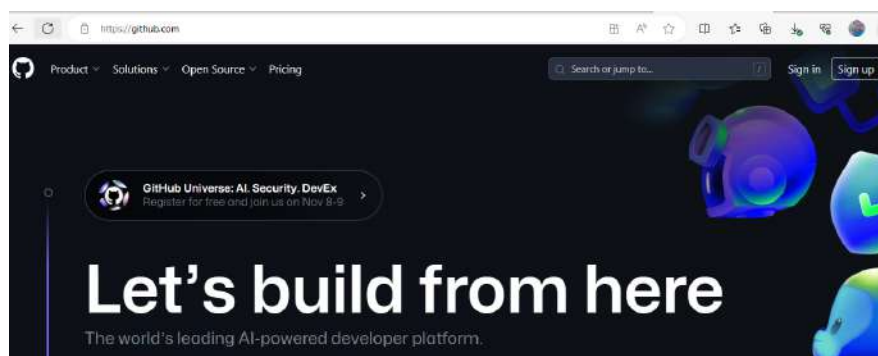 https://github.com
Product Solutions Open Source Pricing Search or jump to... / Sign in Sign up
GitHub Universe: AI. Security. DevEx
Register for free and join us on Nov 8-9
Let's build from here
The world's leading AI-powered developer platform.